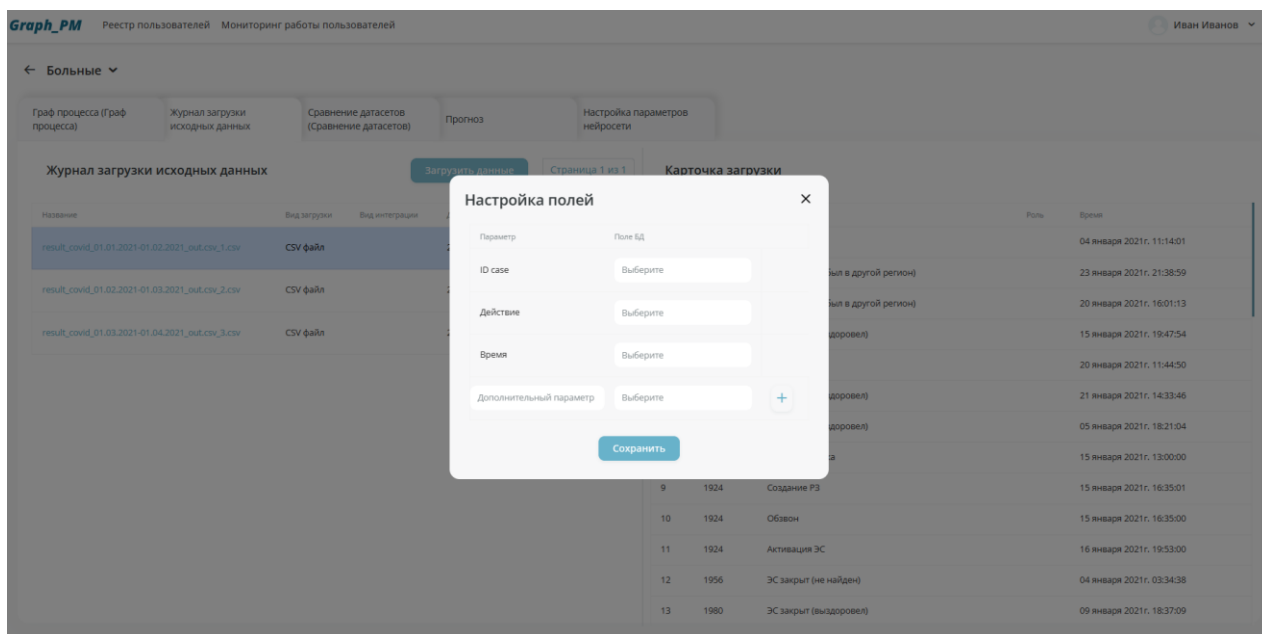 Graph_PM Реестр пользователей Мониторинг работы пользователей Иван Иванов
Больные
Граф процесса (Граф процесса)
Журнал загрузки исходных данных
Сравнение датасетов (Сравнение датасетов)
Прогноз
Настройка параметров нейросети
Журнал загрузки исходных данных Загрузить данные Страница 1 из 1
Название Вид загрузки Вид интеграции
result_covid_01.01.2021-01.02.2021_out.csv_1.csv CSV файл
result_covid_01.02.2021-01.03.2021_out.csv_2.csv CSV файл
result_covid_01.03.2021-01.04.2021_out.csv_3.csv CSV файл
Настройка полей
Параметр Поле БД
ID case Выберите
Действие Выберите
Время Выберите
Дополнительный параметр Выберите +
Сохранить
Карточка загрузки
Роль Время
04 января 2021г. 11:14:01
был в другой регион) 23 января 2021г. 21:38:59
был в другой регион) 20 января 2021г. 16:01:13
здоровел) 15 января 2021г. 19:47:54
20 января 2021г. 11:44:50
здоровел) 21 января 2021г. 14:33:46
здоровел) 05 января 2021г. 18:21:04
15 января 2021г. 13:00:00
9 1924 Создание РЗ 15 января 2021г. 16:35:01
10 1924 Обзвон 15 января 2021г. 16:35:00
11 1924 Активация ЭС 16 января 2021г. 19:53:00
12 1956 ЭС закрыт (не найден) 04 января 2021г. 03:34:38
13 1980 ЭС закрыт (выздоровел) 09 января 2021г. 18:37:09